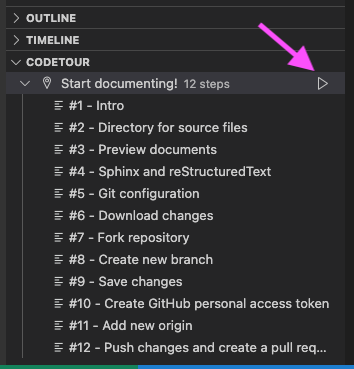 OUTLINE
TIMELINE
CODETOUR
Start documenting! 12 steps
#1 - Intro
#2 - Directory for source files
#3 - Preview documents
#4 - Sphinx and reStructuredText
#5 - Git configuration
#6 - Download changes
#7 - Fork repository
#8 - Create new branch
#9 - Save changes
#10 - Create GitHub personal access token
#11 - Add new origin
#12 - Push changes and create a pull req...